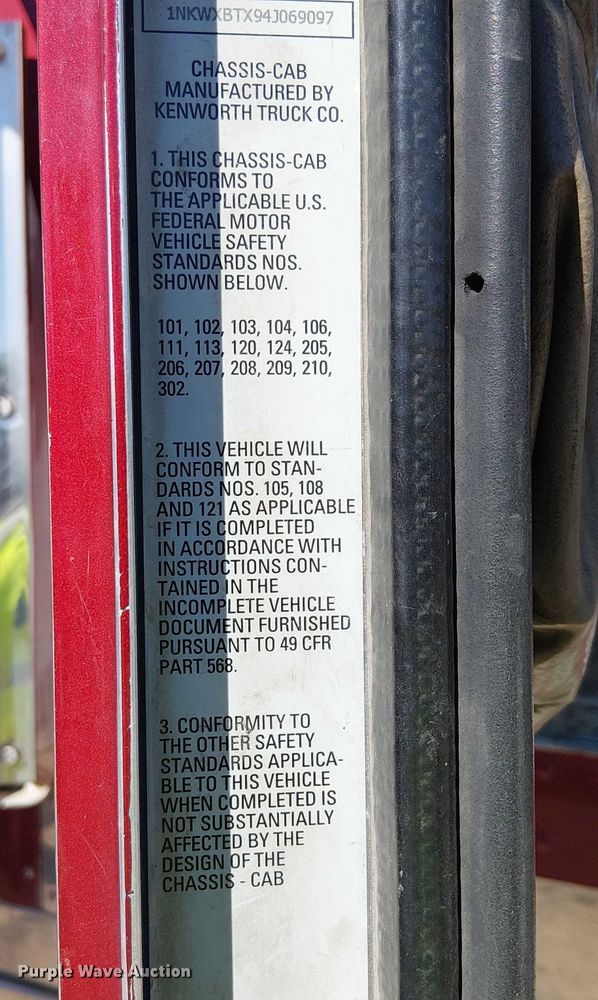 1NKWXBTX94J069097
CHASSIS-CAB
MANUFACTURED BY
KENWORTH TRUCK CO.
1. THIS CHASSIS-CAB
CONFORMS TO
THE APPLICABLE U.S.
FEDERAL MOTOR
VEHICLE SAFETY
STANDARDS NOS.
SHOWN BELOW.
101, 102, 103, 104, 106,
111, 113, 120, 124, 205,
206, 207, 208, 209, 210,
302.
2. THIS VEHICLE WILL
CONFORM TO STAN-
DARDS NOS. 105, 108
AND 121 AS APPLICABLE
IF IT IS COMPLETED
IN ACCORDANCE WITH
INSTRUCTIONS CON-
TAINED IN THE
INCOMPLETE VEHICLE
DOCUMENT FURNISHED
PURSUANT TO 49 CFR
PART 568.
3. CONFORMITY TO
THE OTHER SAFETY
STANDARDS APPLICA-
BLE TO THIS VEHICLE
WHEN COMPLETED IS
NOT SUBSTANTIALLY
AFFECTED BY THE
DESIGN OF THE
CHASSIS - CAB
Purple Wave Auction